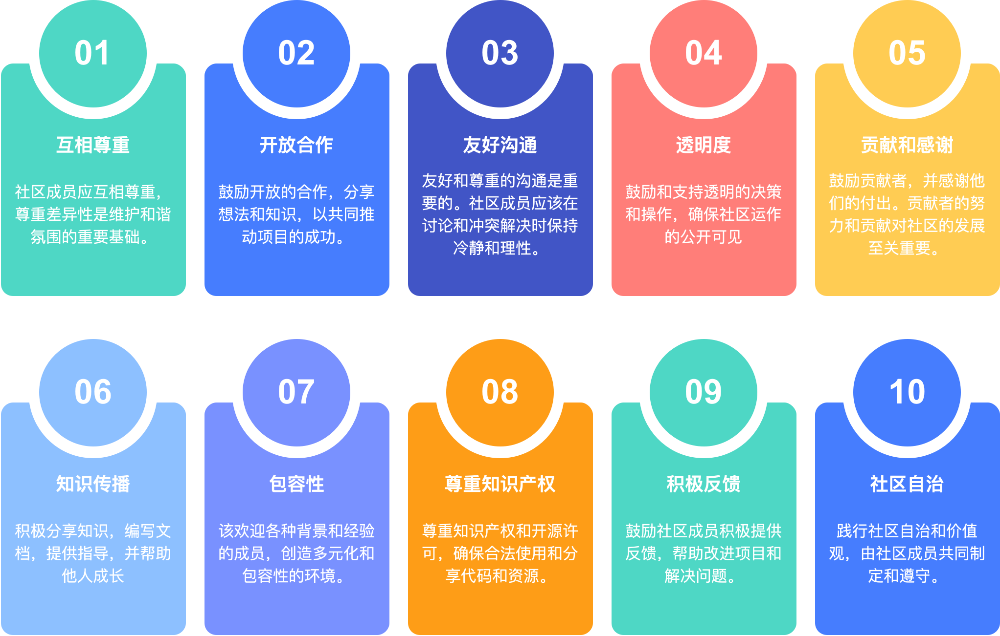 01
互相尊重
社区成员应互相尊重，
尊重差异性是维护和谐
氛围的重要基础。
02
开放合作
鼓励开放的合作，分享
想法和知识，以共同推
动项目的成功。
03
友好沟通
友好和尊重的沟通是重
要的。社区成员应该在
讨论和冲突解决时保持
冷静和理性。
04
透明度
鼓励和支持透明的决策
和操作，确保社区运作
的公开可见
05
贡献和感谢
鼓励贡献者，并感谢他
们的付出。贡献者的努
力和贡献对社区的发展
至关重要。
06
知识传播
积极分享知识，编写文
档，提供指导，并帮助
他人成长
07
包容性
该欢迎各种背景和经验
的成员，创造多元化和
包容性的环境。
08
尊重知识产权
尊重知识产权和开源许
可，确保合法使用和分
享代码和资源。
09
积极反馈
鼓励社区成员积极提供
反馈，帮助改进项目和
解决问题。
10
社区自治
践行社区自治和价值
观，由社区成员共同制
定和遵守。